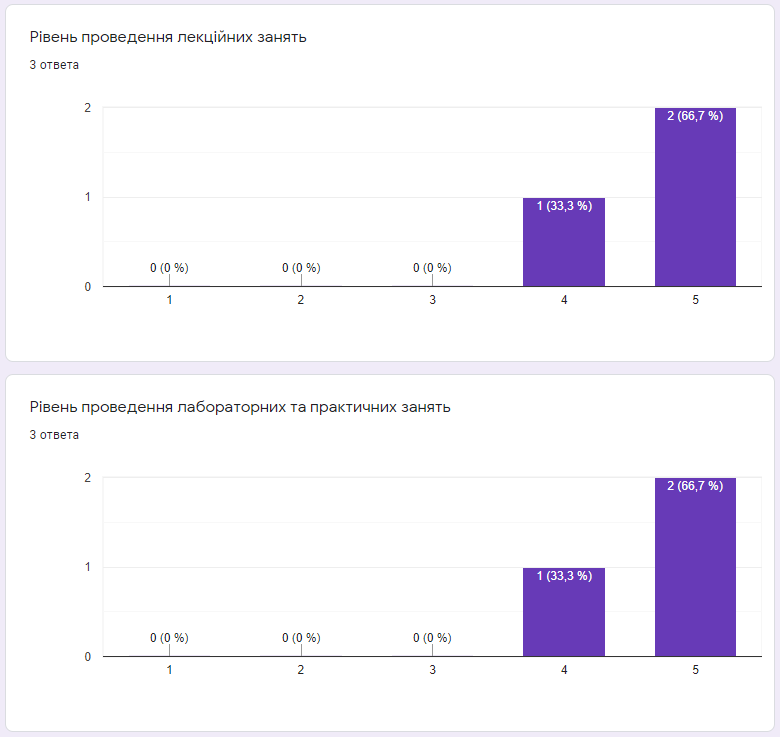 Рівень проведення лекційних занять
3 ответа
2
2 (66,7 %)
1
1 (33,3 %)
0 (0 %)
0 (0 %)
0 (0 %)
0
1
2
3
4
5
Рівень проведення лабораторних та практичних занять
3 ответа
2
2 (66,7 %)
1
1 (33,3 %)
0 (0 %)
0 (0 %)
0 (0 %)
0
1
2
3
4
5